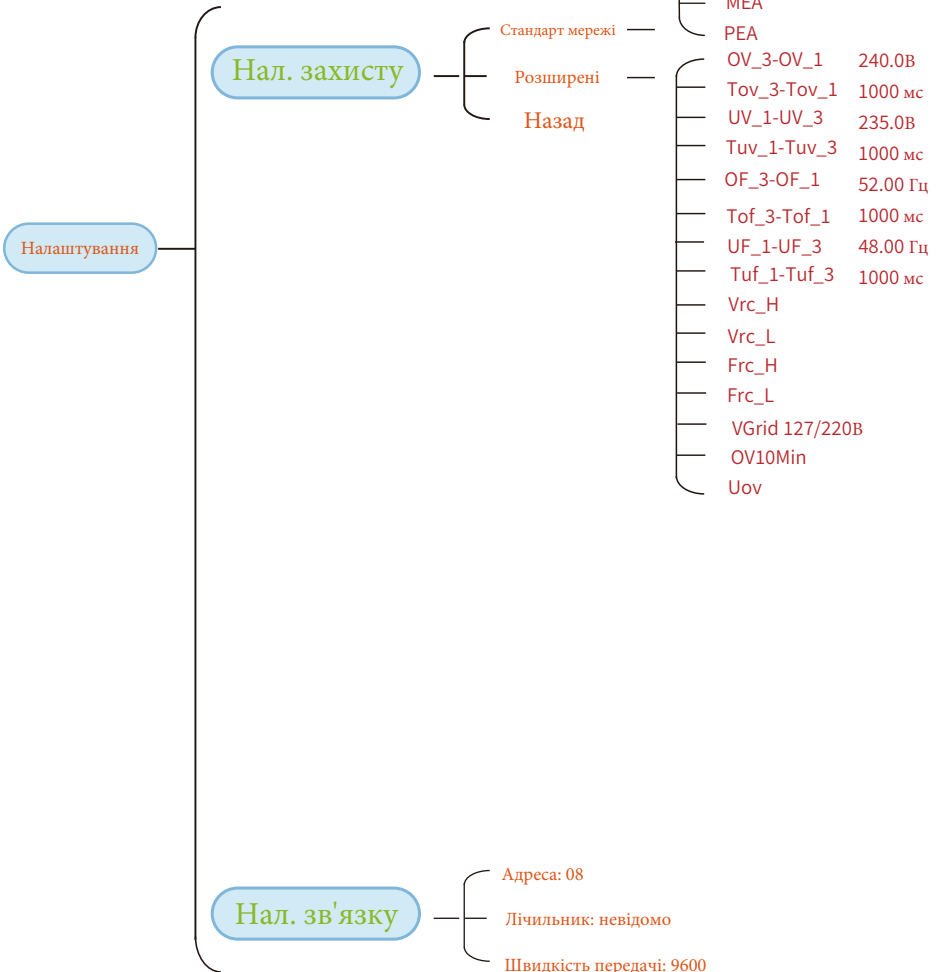 MEA
Стандарт мережі
PEA
Нал. захисту
Розширені
Назад
OV_3-OV_1 240.0В
Tov_3-Tov_1 1000 мс
UV_1-UV_3 235.0В
Tuv_1-Tuv_3 1000 мс
OF_3-OF_1 52.00 Гц
Tof_3-Tof_1 1000 мс
UF_1-UF_3 48.00 Гц
Tuf_1-Tuf_3 1000 мс
Vrc_H
Vrc_L
Frc_H
Frc_L
VGrid 127/220В
OV10Min
Uov
Налаштування
Нал. зв'язку
Адреса: 08
Лічильник: невідомо
Швидкість передачі: 9600